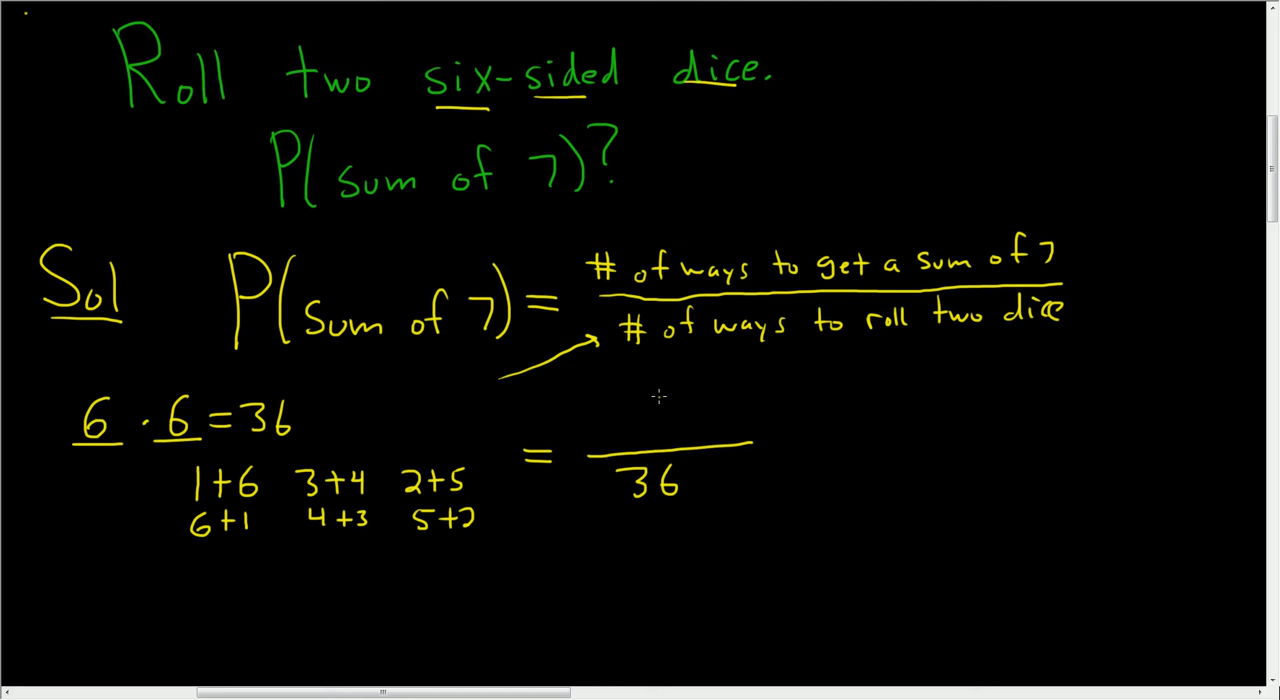 Roll two six-sided dice.
P(sum of 7)?
Sol P(sum of 7) = # of ways to get a sum of 7
# of ways to roll two dice
6 · 6 = 36
= 36
1+6 3+4 2+5
6+1 4+3 5+2